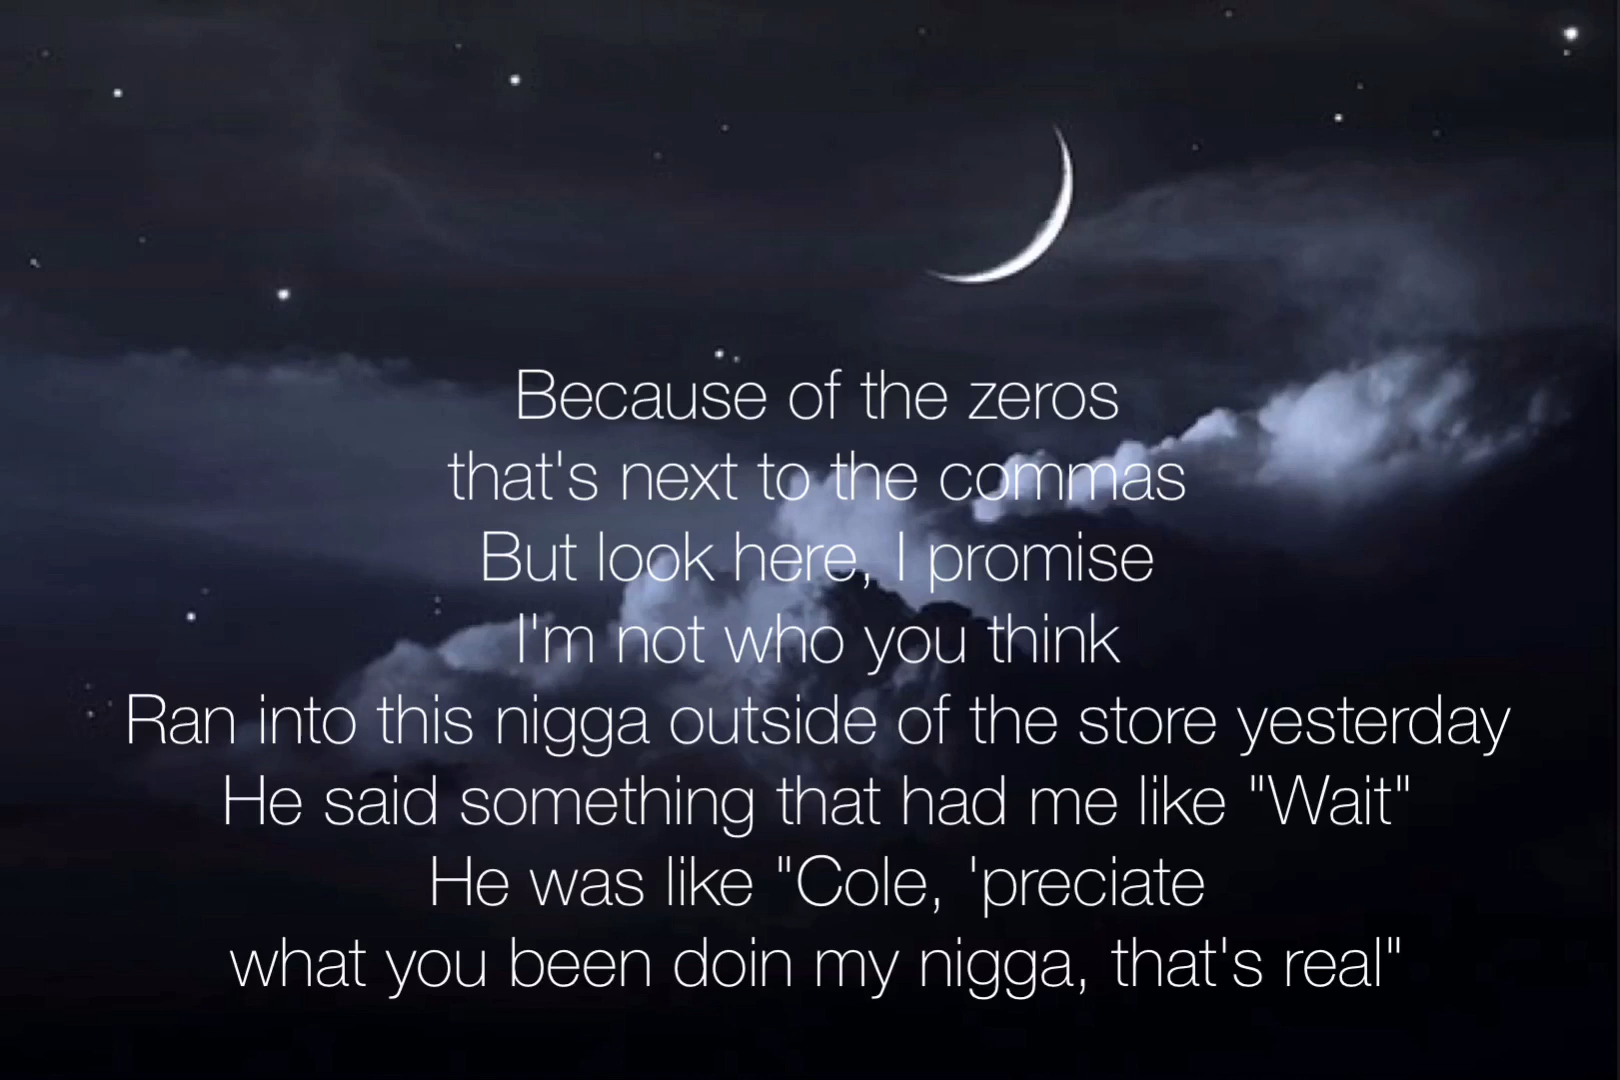 Because of the zeros
that's next to the commas
But look here, I promise
I'm not who you think
Ran into this nigga outside of the store yesterday
He said something that had me like "Wait"
He was like "Cole, 'preciate
what you been doin my nigga, that's real"